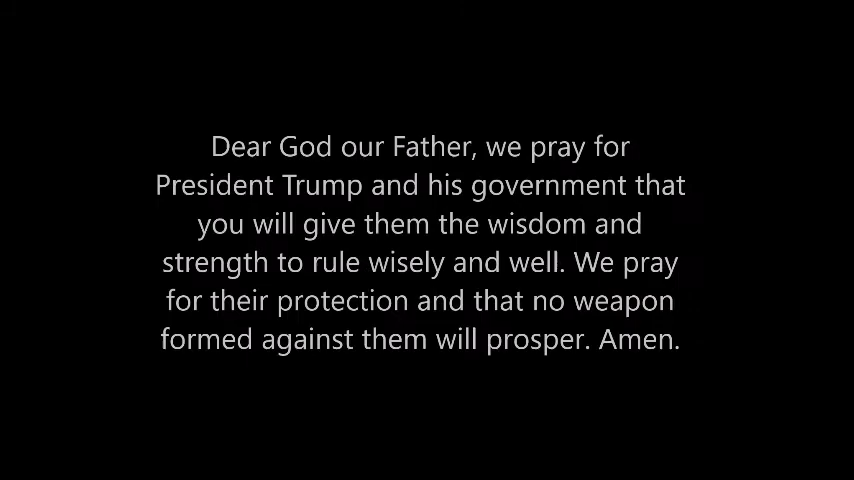 Dear God our Father, we pray for
President Trump and his government that
you will give them the wisdom and
strength to rule wisely and well. We pray
for their protection and that no weapon
formed against them will prosper. Amen.